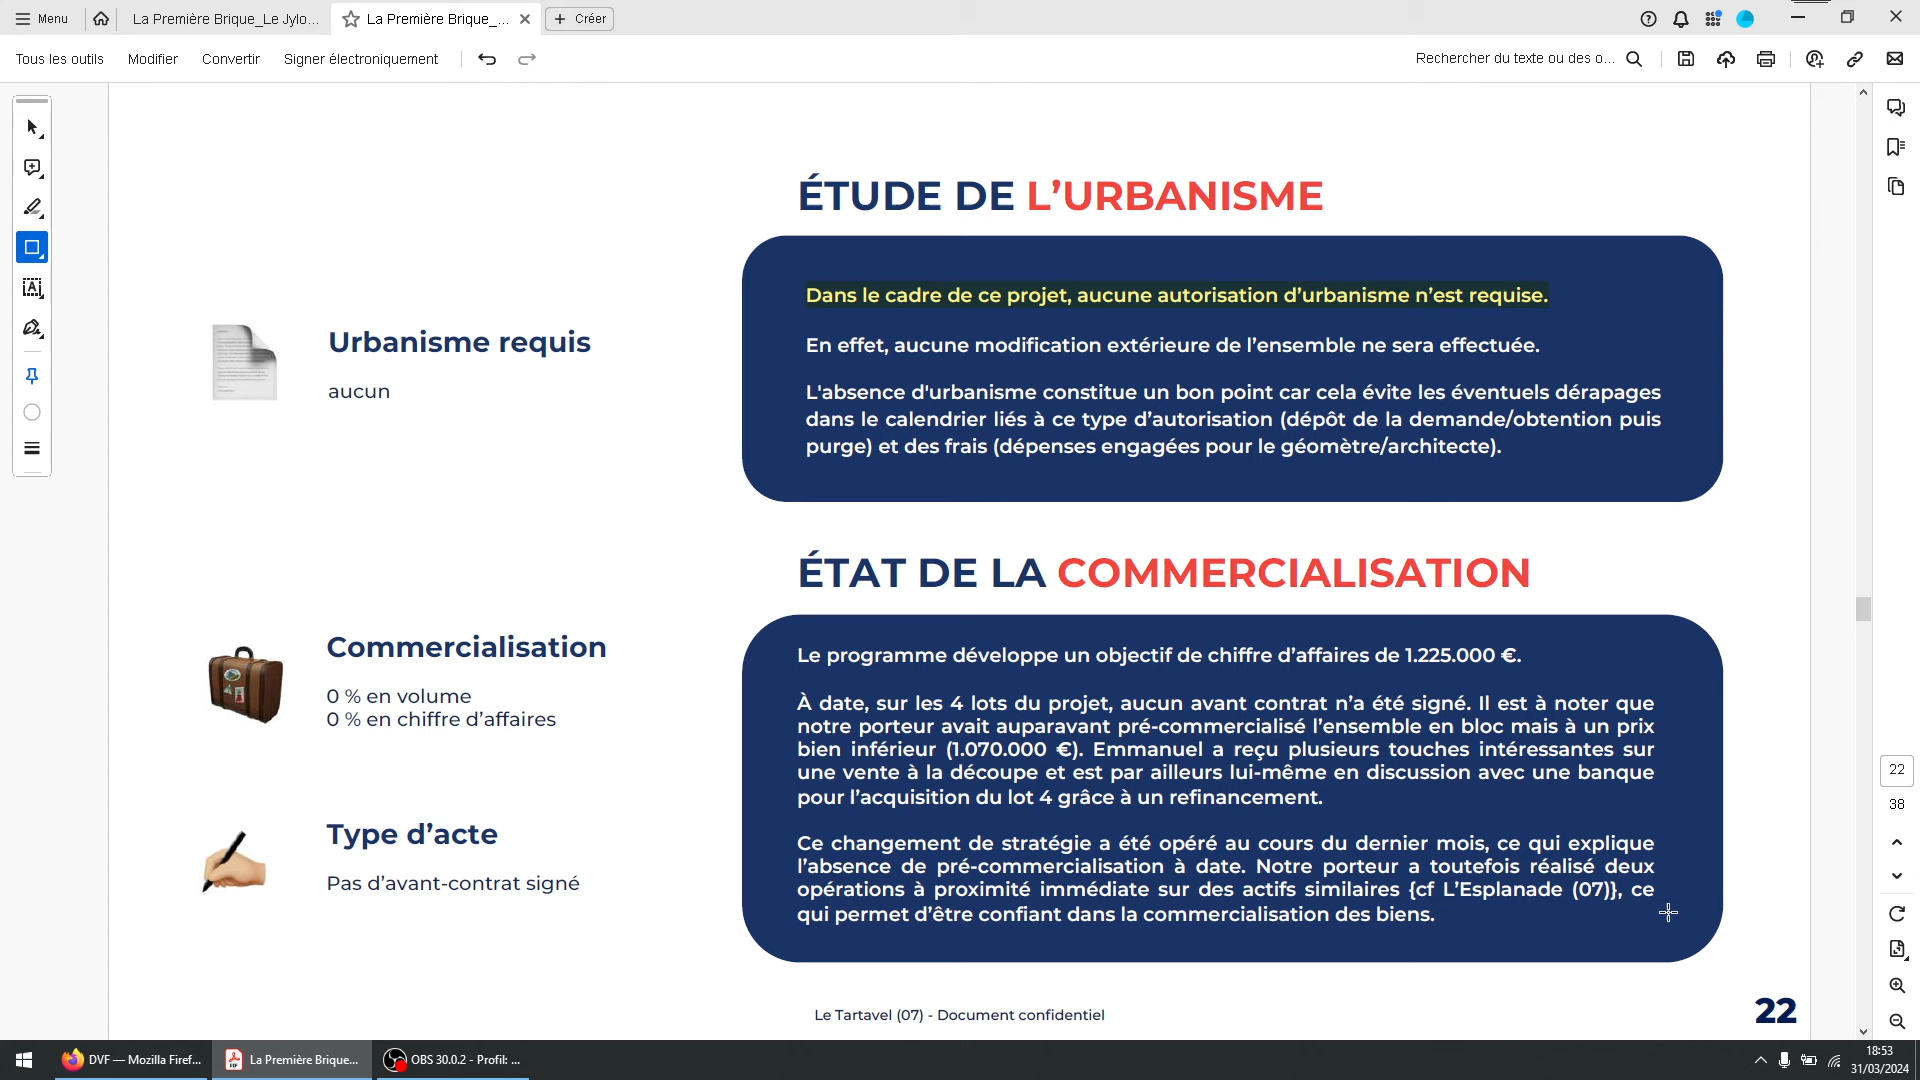 Menu
La Première Brique_Le Jylo...
La Première Brique_...
Créer
Tous les outils
Modifier
Convertir
Signer électroniquement
Rechercher du texte ou des o...
ÉTUDE DE L’URBANISME
Urbanisme requis
aucun
Dans le cadre de ce projet, aucune autorisation d’urbanisme n’est requise.
En effet, aucune modification extérieure de l’ensemble ne sera effectuée.
L'absence d'urbanisme constitue un bon point car cela évite les éventuels dérapages
dans le calendrier liés à ce type d’autorisation (dépôt de la demande/obtention puis
purge) et des frais (dépenses engagées pour le géomètre/architecte).
ÉTAT DE LA COMMERCIALISATION
Commercialisation
0 % en volume
0 % en chiffre d’affaires
Type d’acte
Pas d’avant-contrat signé
Le programme développe un objectif de chiffre d’affaires de 1.225.000 €.
À date, sur les 4 lots du projet, aucun avant contrat n’a été signé. Il est à noter que
notre porteur avait auparavant pré-commercialisé l’ensemble en bloc mais à un prix
bien inférieur (1.070.000 €). Emmanuel a reçu plusieurs touches intéressantes sur
une vente à la découpe et est par ailleurs lui-même en discussion avec une banque
pour l’acquisition du lot 4 grâce à un refinancement.
Ce changement de stratégie a été opéré au cours du dernier mois, ce qui explique
l’absence de pré-commercialisation à date. Notre porteur a toutefois réalisé deux
opérations à proximité immédiate sur des actifs similaires {cf L’Esplanade (07)}, ce
qui permet d’être confiant dans la commercialisation des biens.
Le Tartavel (07) - Document confidentiel
22
22
38
DVF — Mozilla Firef...
La Première Brique...
OBS 30.0.2 - Profil: ...
18:53
31/03/2024